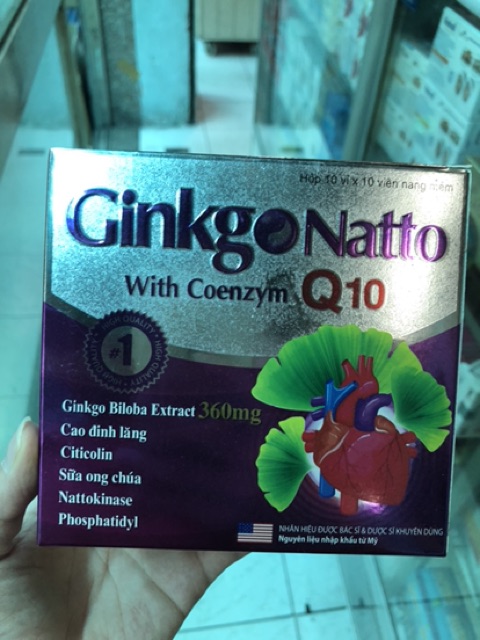 Hộp 10 vỉ x 10 viên nang mềm
Ginkgo Natto
With Coenzym Q10
#1
Ginkgo Biloba Extract 360mg
Cao đinh lăng
Citicolin
Sữa ong chúa
Nattokinase
Phosphatidyl
NHÃN HIỆU ĐƯỢC BÁC SĨ & DƯỢC SĨ KHUYÊN DÙNG
Nguyên liệu nhập khẩu từ Mỹ